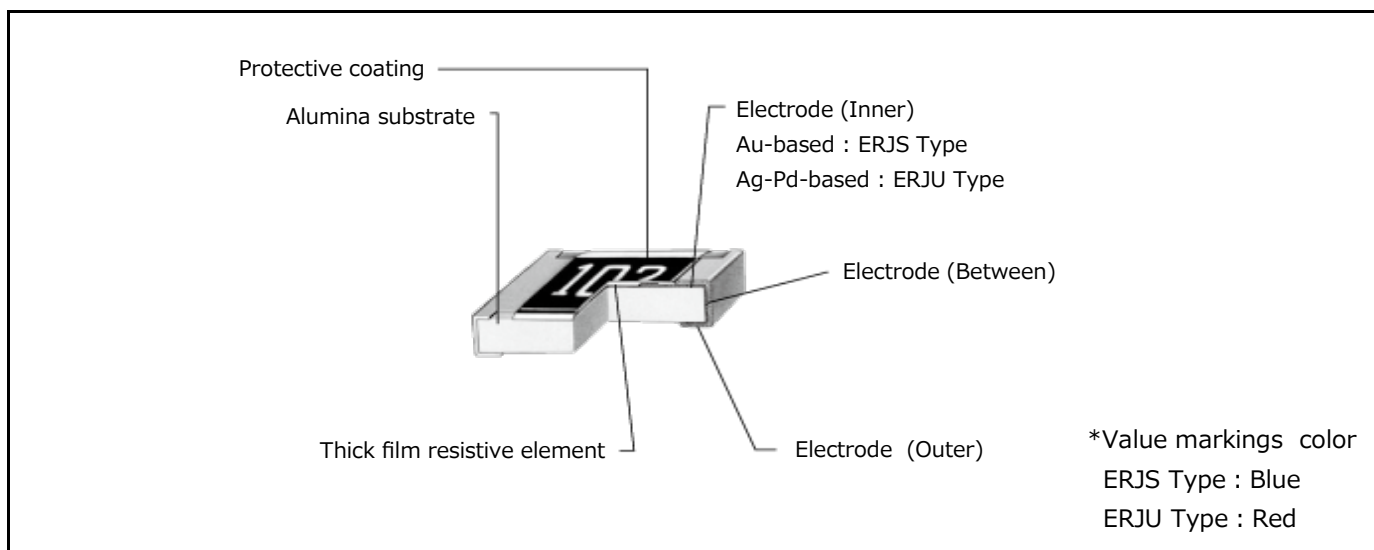 Protective coating
Alumina substrate
Electrode (Inner)
Au-based : ERJS Type
Ag-Pd-based : ERJU Type
102
Electrode (Between)
Thick film resistive element
Electrode (Outer)
*Value markings color
ERJS Type : Blue
ERJU Type : Red